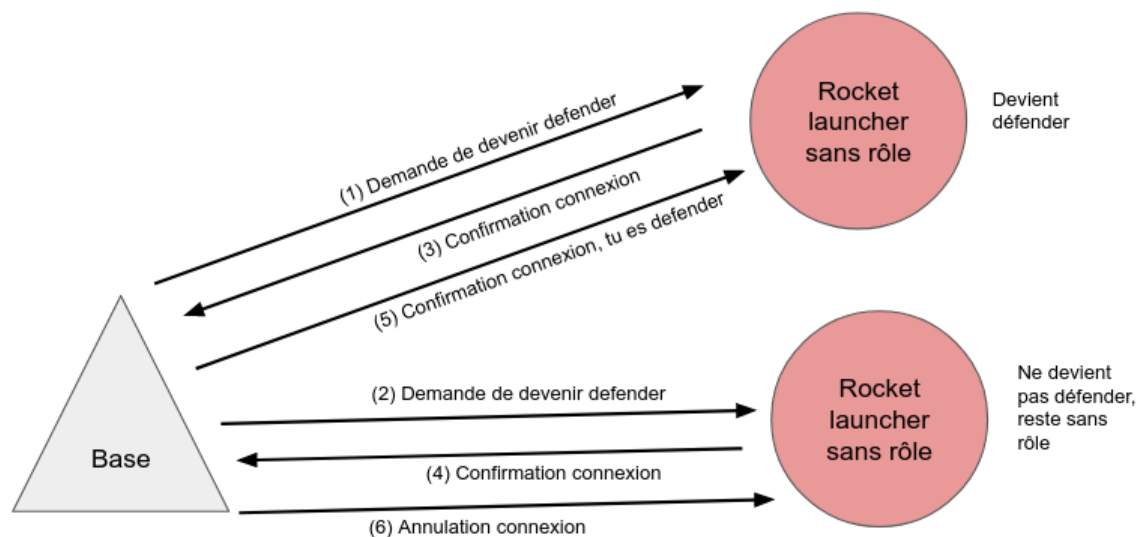 (1) Demande de devenir defender
(3) Confirmation connexion
(5) Confirmation connexion, tu es defender
Rocket
launcher
sans rôle
Devient
défender
Base
(2) Demande de devenir defender
(4) Confirmation connexion
(6) Annulation connexion
Rocket
launcher
sans rôle
Ne devient
pas défender,
reste sans
rôle